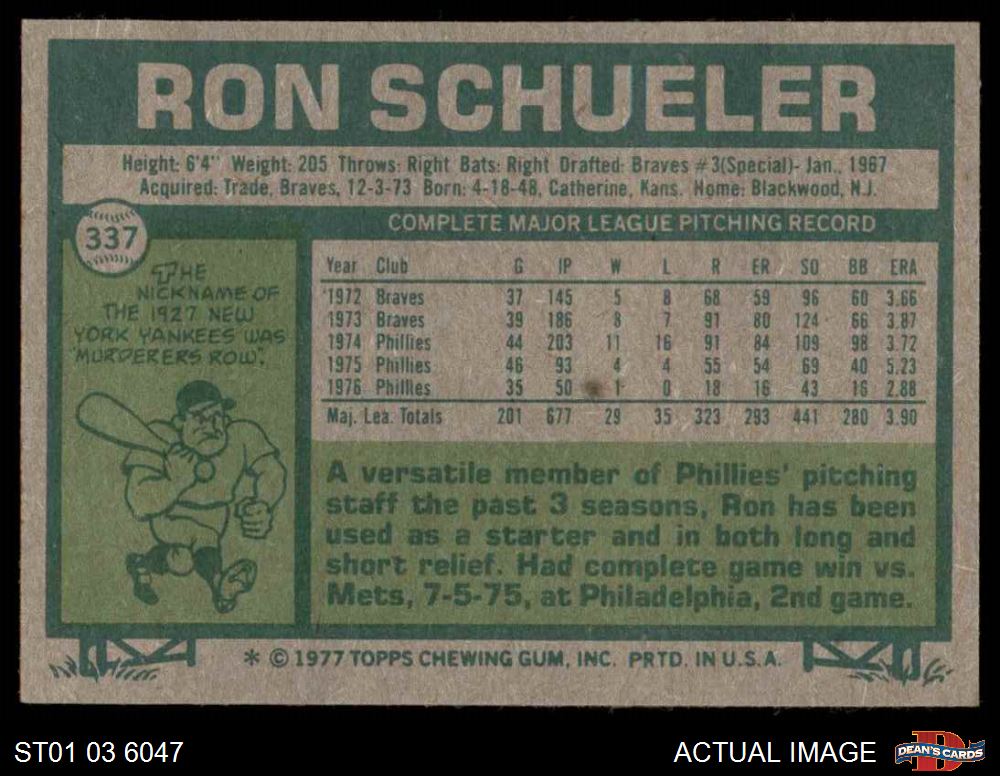 RON SCHUELER
Height: 6'4" Weight: 205 Throws: Right Bats: Right Drafted: Braves #3(Special)- Jan., 1967
Acquired: Trade, Braves, 12-3-73 Born: 4-18-48, Catherine, Kans. Home: Blackwood, N.J.
337
COMPLETE MAJOR LEAGUE PITCHING RECORD
THE
NICKNAME OF
THE 1927 NEW
YORK YANKEES WAS
"MURDERERS ROW".
Year Club G IP W L R ER SO BB ERA
1972 Braves 37 145 5 8 68 59 96 60 3.66
1973 Braves 39 186 8 7 91 80 124 66 3.87
1974 Phillies 44 203 11 16 91 84 109 98 3.72
1975 Phillies 46 93 4 4 55 54 69 40 5.23
1976 Phillies 35 50 1 0 18 16 43 16 2.88
Maj. Lea. Totals 201 677 29 35 323 293 441 280 3.90
A versatile member of Phillies' pitching
staff the past 3 seasons, Ron has been
used as a starter and in both long and
short relief. Had complete game win vs.
Mets, 7-5-75, at Philadelphia, 2nd game.
* © 1977 TOPPS CHEWING GUM, INC. PRTD. IN U.S.A.
ST01 03 6047
ACTUAL IMAGE
DEAN'S CARDS